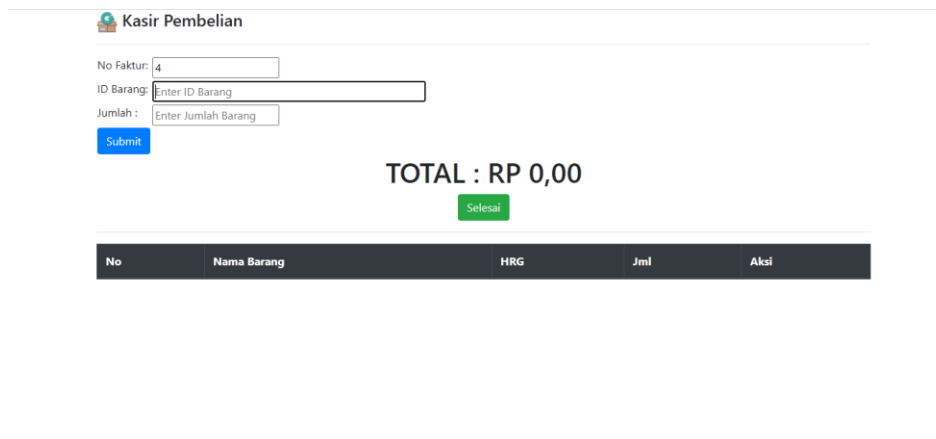 Kasir Pembelian
No Faktur: 4
ID Barang: Enter ID Barang
Jumlah : Enter Jumlah Barang
Submit
TOTAL : RP 0,00
Selesai
No Nama Barang HRG Jml Aksi